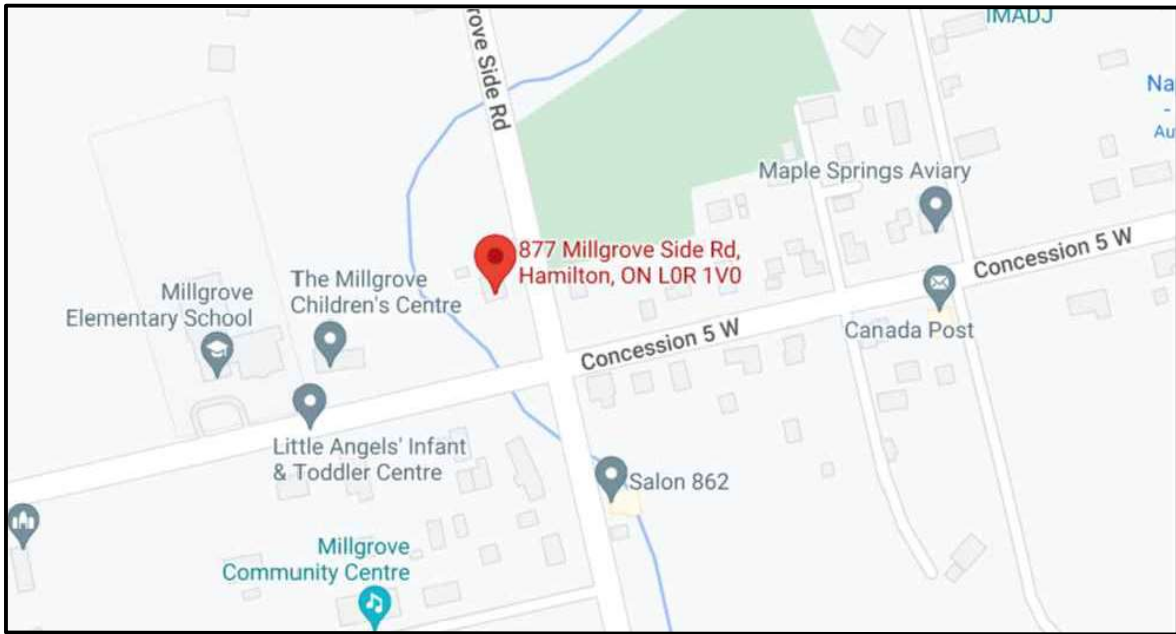 IMADJ
rove Side Rd
Na
-
Au
Maple Springs Aviary
877 Millgrove Side Rd,
Hamilton, ON L0R 1V0
Concession 5 W
The Millgrove
Children's Centre
Millgrove
Elementary School
Canada Post
Concession 5 W
Little Angels' Infant
& Toddler Centre
Salon 862
Millgrove
Community Centre